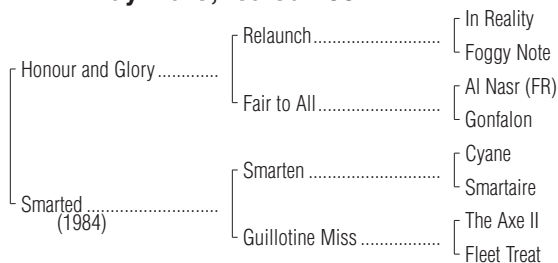 In Reality
Relaunch
Foggy Note
Honour and Glory
Al Nasr (FR)
Fair to All
Gonfalon
Cyane
Smarten
Smartaire
Smarted
(1984)
The Axe II
Guillotine Miss
Fleet Treat